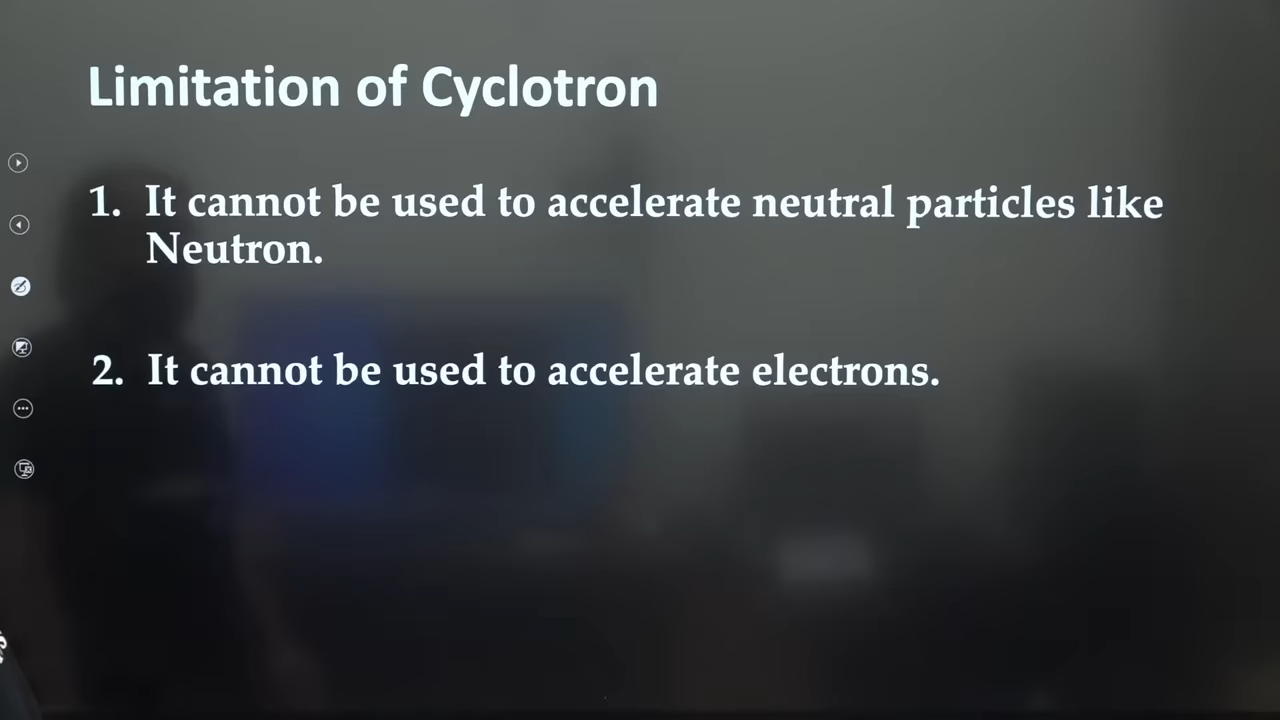 Limitation of Cyclotron
1. It cannot be used to accelerate neutral particles like
Neutron.
2. It cannot be used to accelerate electrons.